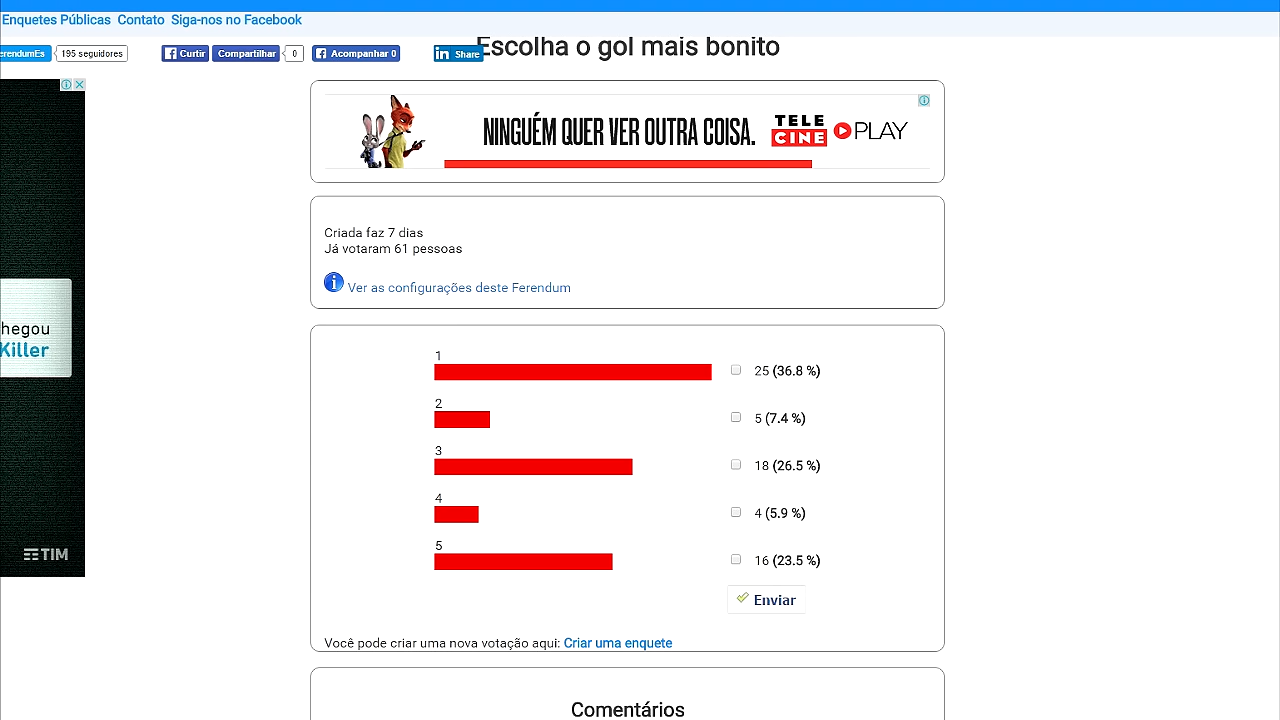 Enquetes Públicas Contato Siga-nos no Facebook
195 seguidores
Curtir
Compartilhar
0
Acompanhar 0
Share
Escolha o gol mais bonito
NINGUÉM QUER VER OUTRA COISA.
TELE CINE PLAY
Criada faz 7 dias
Já votaram 61 pessoas
Ver as configurações deste Ferendum
1
25 (36.8 %)
2
5 (7.4 %)
3
18 (26.5 %)
4
4 (5.9 %)
5
16 (23.5 %)
Enviar
Você pode criar uma nova votação aqui: Criar uma enquete
Comentários
hegou
Killer
TIM